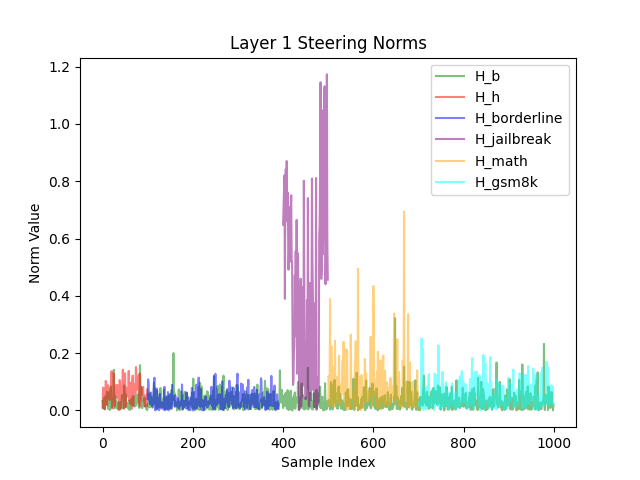 Layer 1 Steering Norms
1.2
1.0
0.8
0.6
0.4
0.2
0.0
Norm Value
H_b
H_h
H_borderline
H_jailbreak
H_math
H_gsm8k
0
200
400
600
800
1000
Sample Index